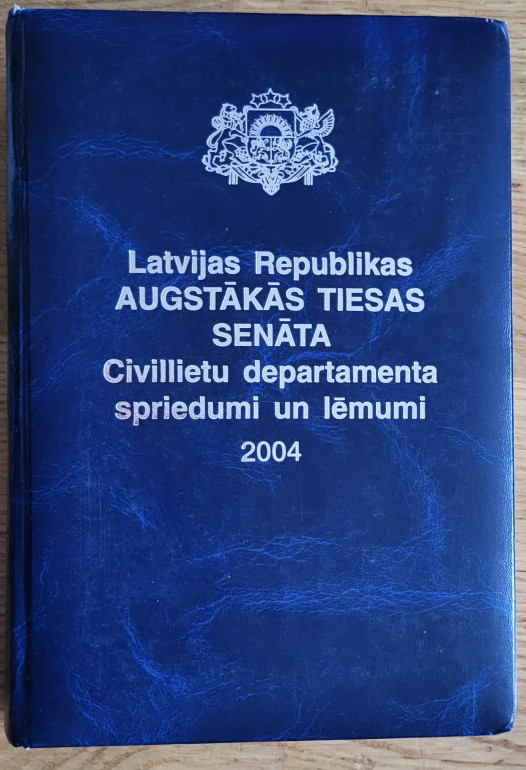 Latvijas Republikas
AUGSTĀKĀS TIESAS
SENĀTA
Civillietu departamenta
spriedumi un lēmumi
2004